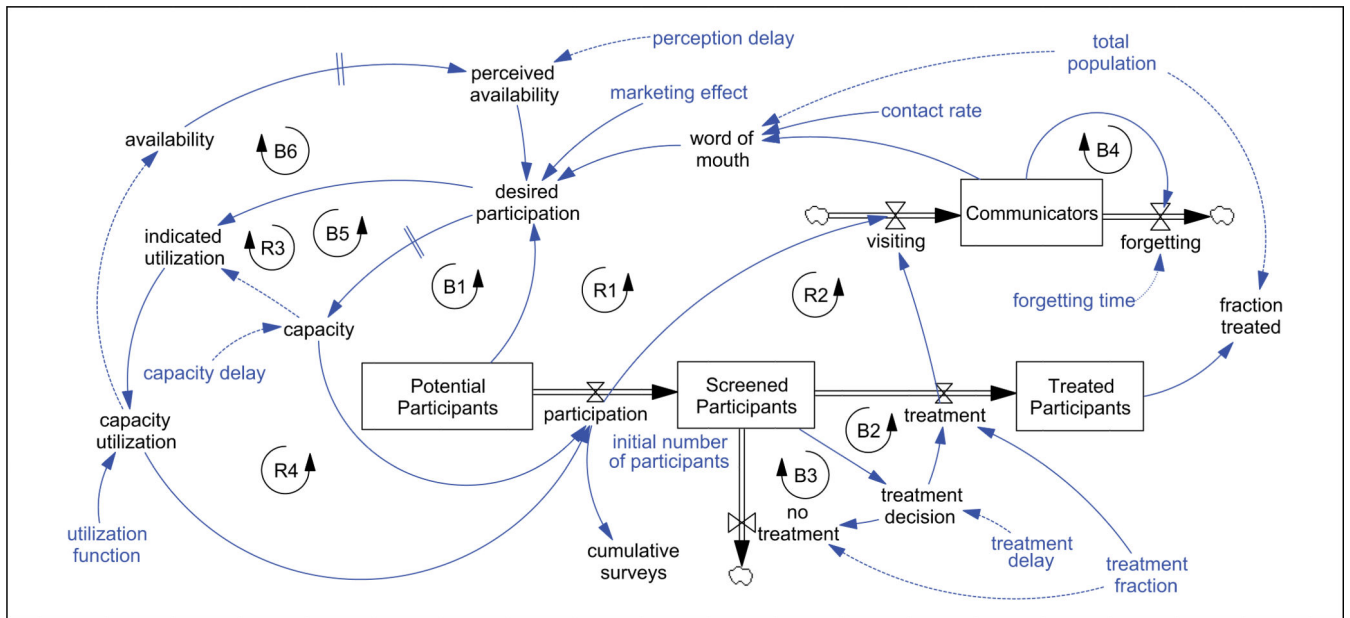 perception delay
total
population
perceived
availability
marketing effect
contact rate
availability
word of
mouth
B6
B4
desired
participation
Communicators
indicated
utilization
R3
B5
visiting
forgetting
B1
R1
R2
forgetting time
fraction
treated
capacity
capacity delay
Potential
Participants
Screened
Participants
Treated
Participants
participation
treatment
capacity
utilization
initial number
of participants
B2
R4
B3
no
treatment
treatment
decision
utilization
function
cumulative
surveys
treatment
delay
treatment
fraction